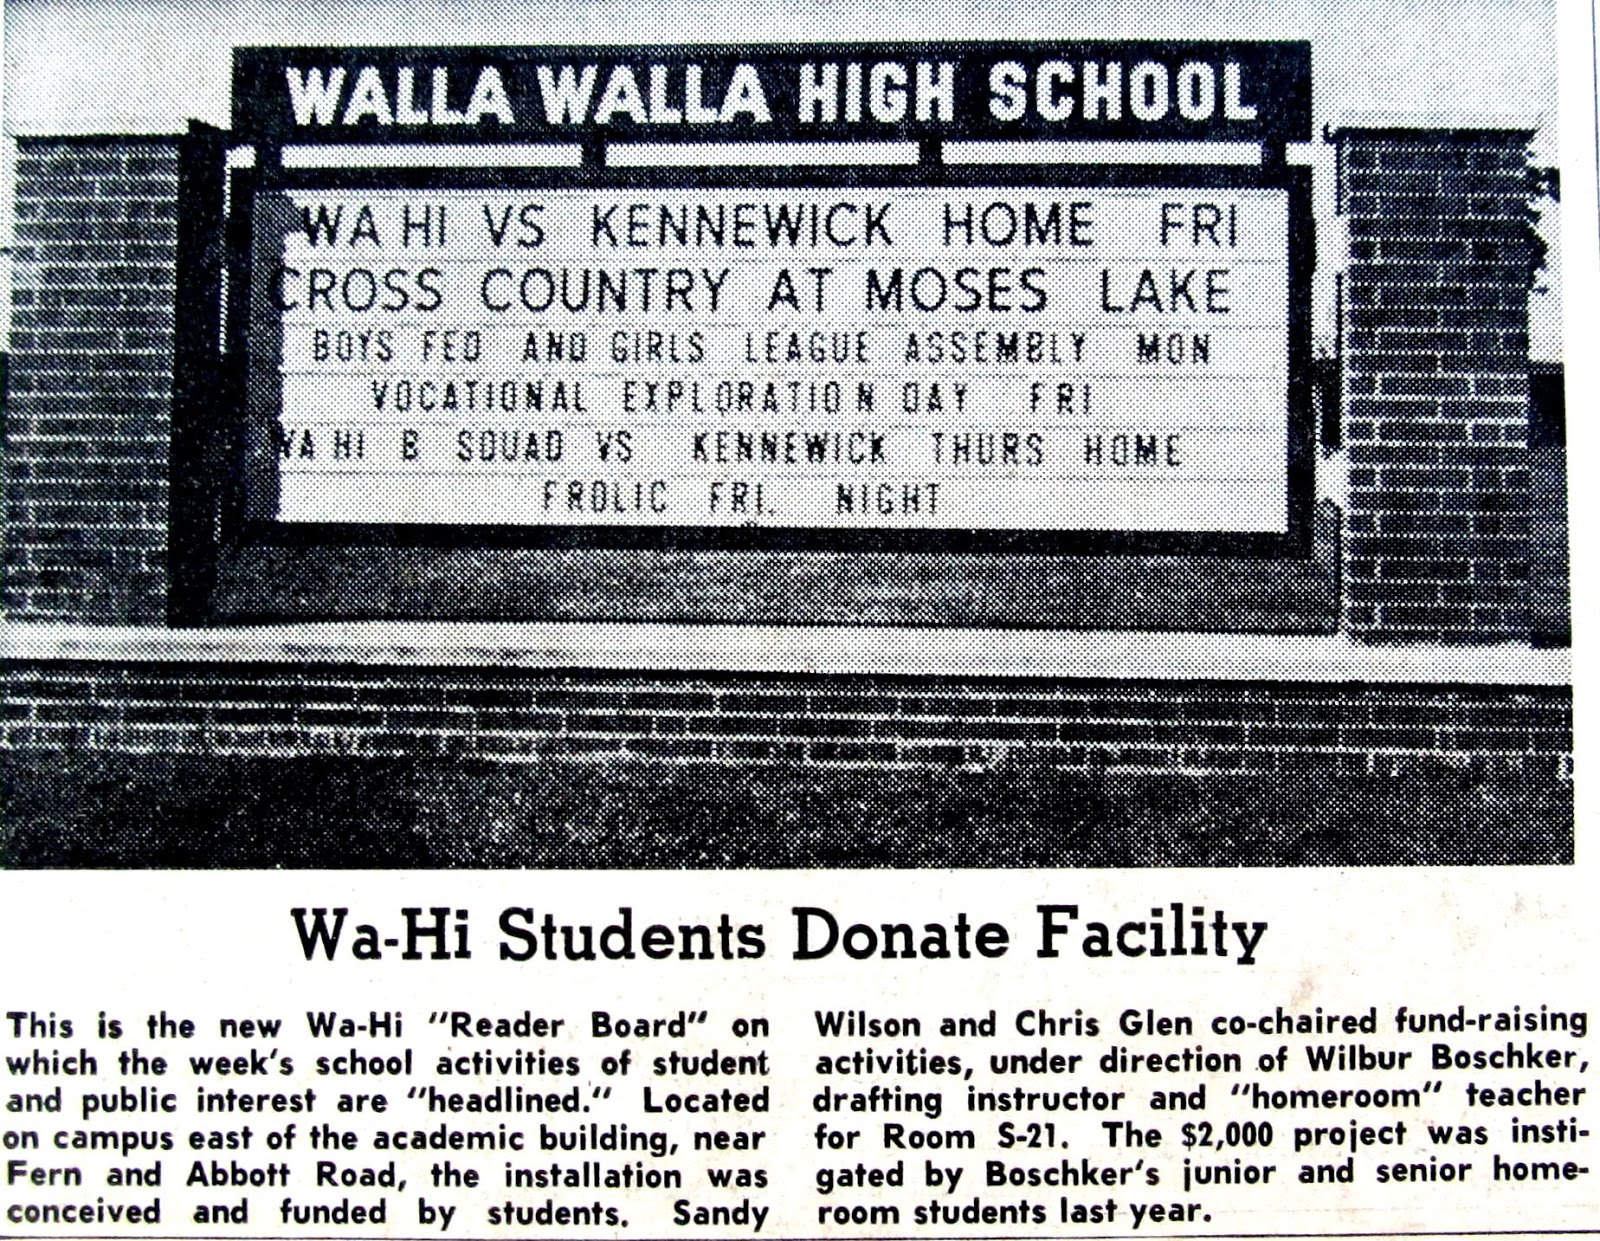 WALLA WALLA HIGH SCHOOL
WA HI VS KENNEWICK HOME FRI
CROSS COUNTRY AT MOSES LAKE
BOYS FED AND GIRLS LEAGUE ASSEMBLY MON
VOCATIONAL EXPLORATION DAY FRI
WA HI B SQUAD VS KENNEWICK THURS HOME
FROLIC FRI. NIGHT
Wa-Hi Students Donate Facility
This is the new Wa-Hi "Reader Board" on
which the week's school activities of student
and public interest are "headlined." Located
on campus east of the academic building, near
Fern and Abbott Road, the installation was
conceived and funded by students. Sandy
Wilson and Chris Glen co-chaired fund-raising
activities, under direction of Wilbur Boschker,
drafting instructor and "homeroom" teacher
for Room S-21. The $2,000 project was insti-
gated by Boschker's junior and senior home-
room students last year.